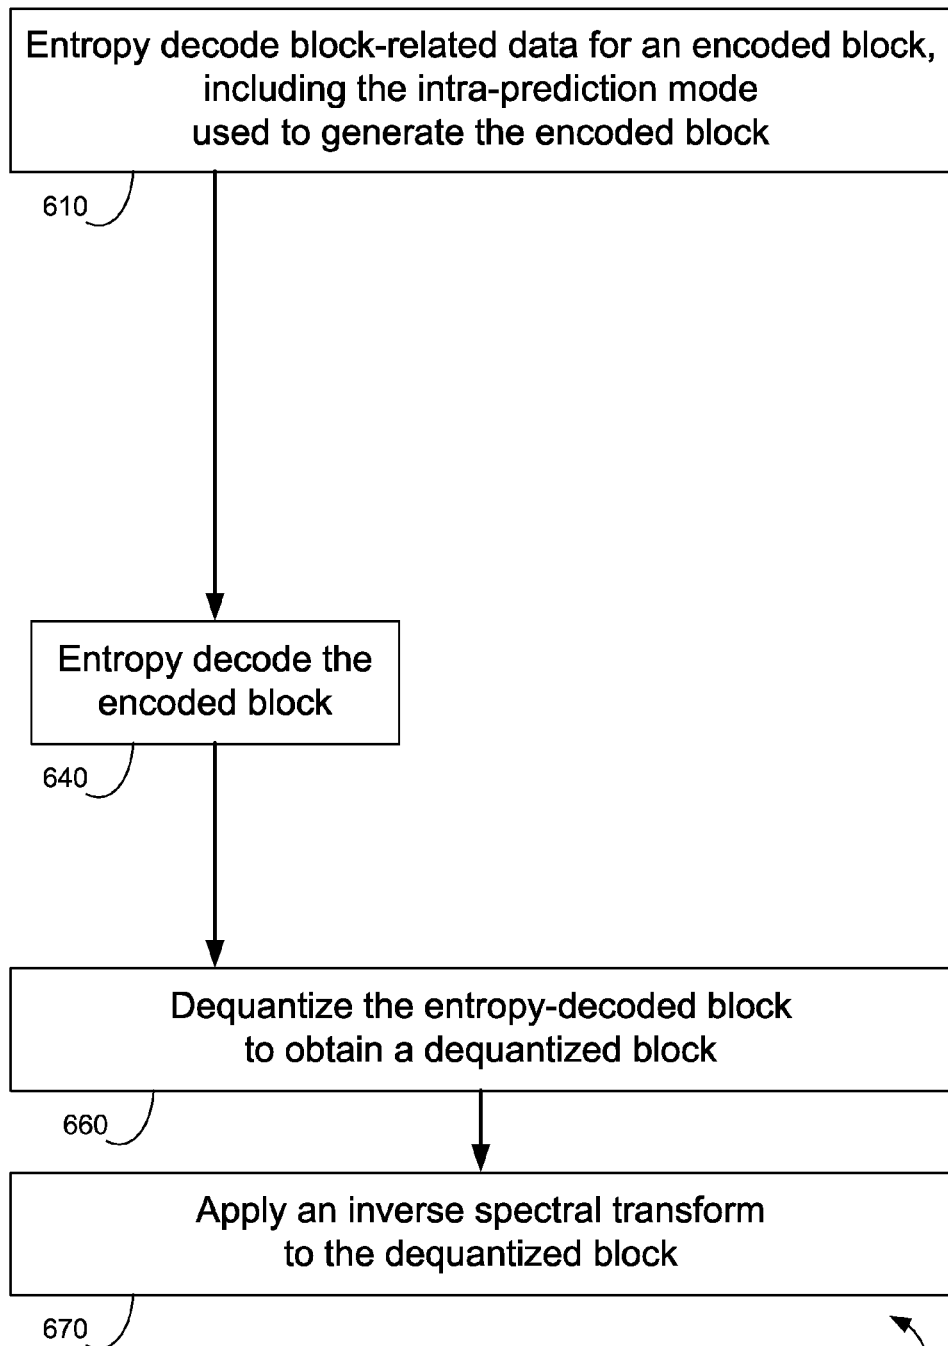 Entropy decode block-related data for an encoded block,
including the intra-prediction mode
used to generate the encoded block
610
Entropy decode the
encoded block
640
Dequantize the entropy-decoded block
to obtain a dequantized block
660
Apply an inverse spectral transform
to the dequantized block
670